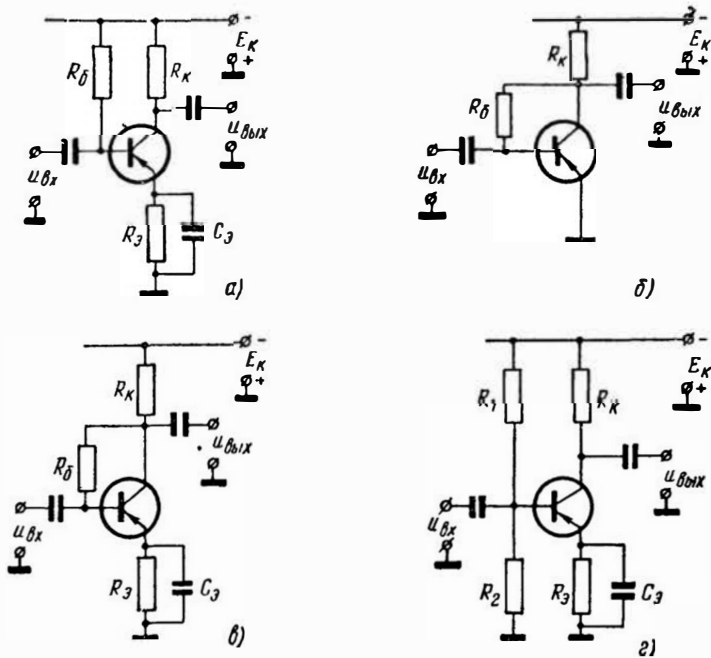 -
Eк
+
Rб
Rк
uвых
uвх
Rэ
Cэ
а)
-
Eк
+
Rк
Rб
uвых
uвх
б)
-
Eк
+
Rк
uвых
Rб
uвх
Rэ
Cэ
в)
-
Eк
+
R1
Rк
uвых
uвх
R2
Rэ
Cэ
г)